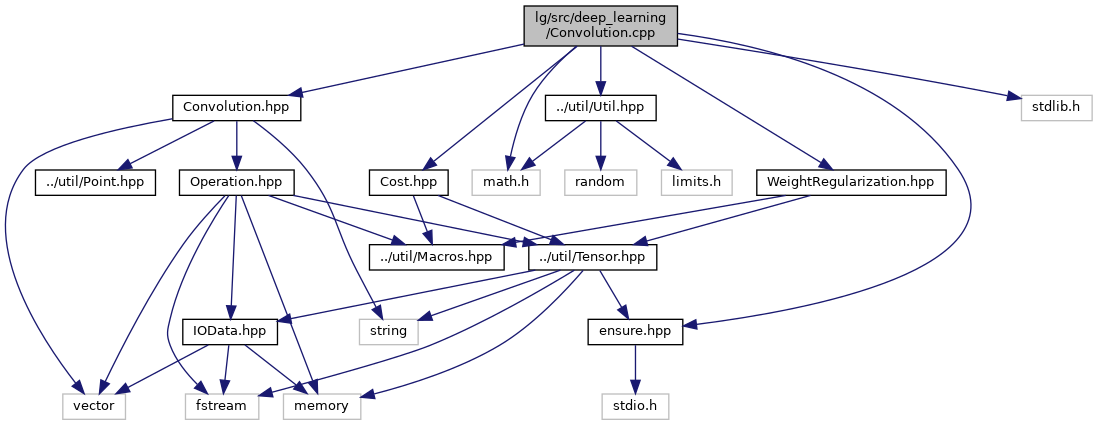 lg/src/deep_learning
/Convolution.cpp
Convolution.hpp
../util/Util.hpp
stdlib.h
../util/Point.hpp
Operation.hpp
Cost.hpp
math.h
random
limits.h
WeightRegularization.hpp
../util/Macros.hpp
../util/Tensor.hpp
IOData.hpp
string
ensure.hpp
vector
fstream
memory
stdio.h